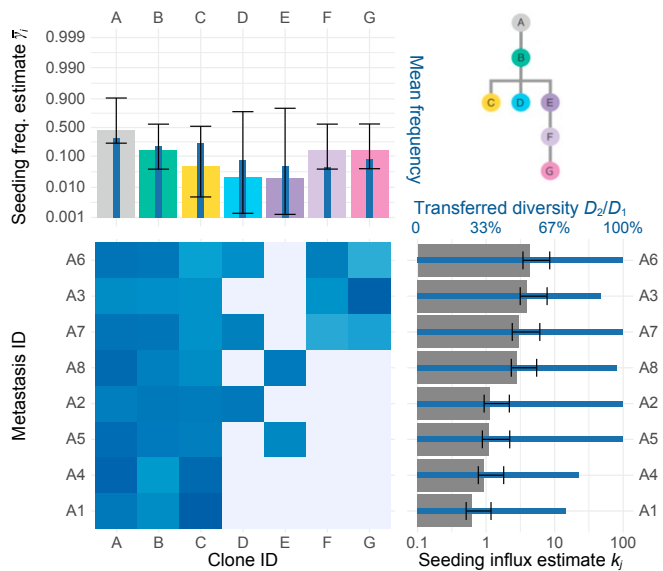 A B C D E F G
Seeding freq. estimate γ̅ᵢ
0.999
0.990
0.900
0.500
0.100
0.010
0.001
Mean frequency
A
B
C D E
F
G
Transferred diversity D₂/D₁
0 33% 67% 100%
Metastasis ID
A6
A3
A7
A8
A2
A5
A4
A1
A B C D E F G
Clone ID
A6
A3
A7
A8
A2
A5
A4
A1
0.1 1 10 100
Seeding influx estimate kⱼ